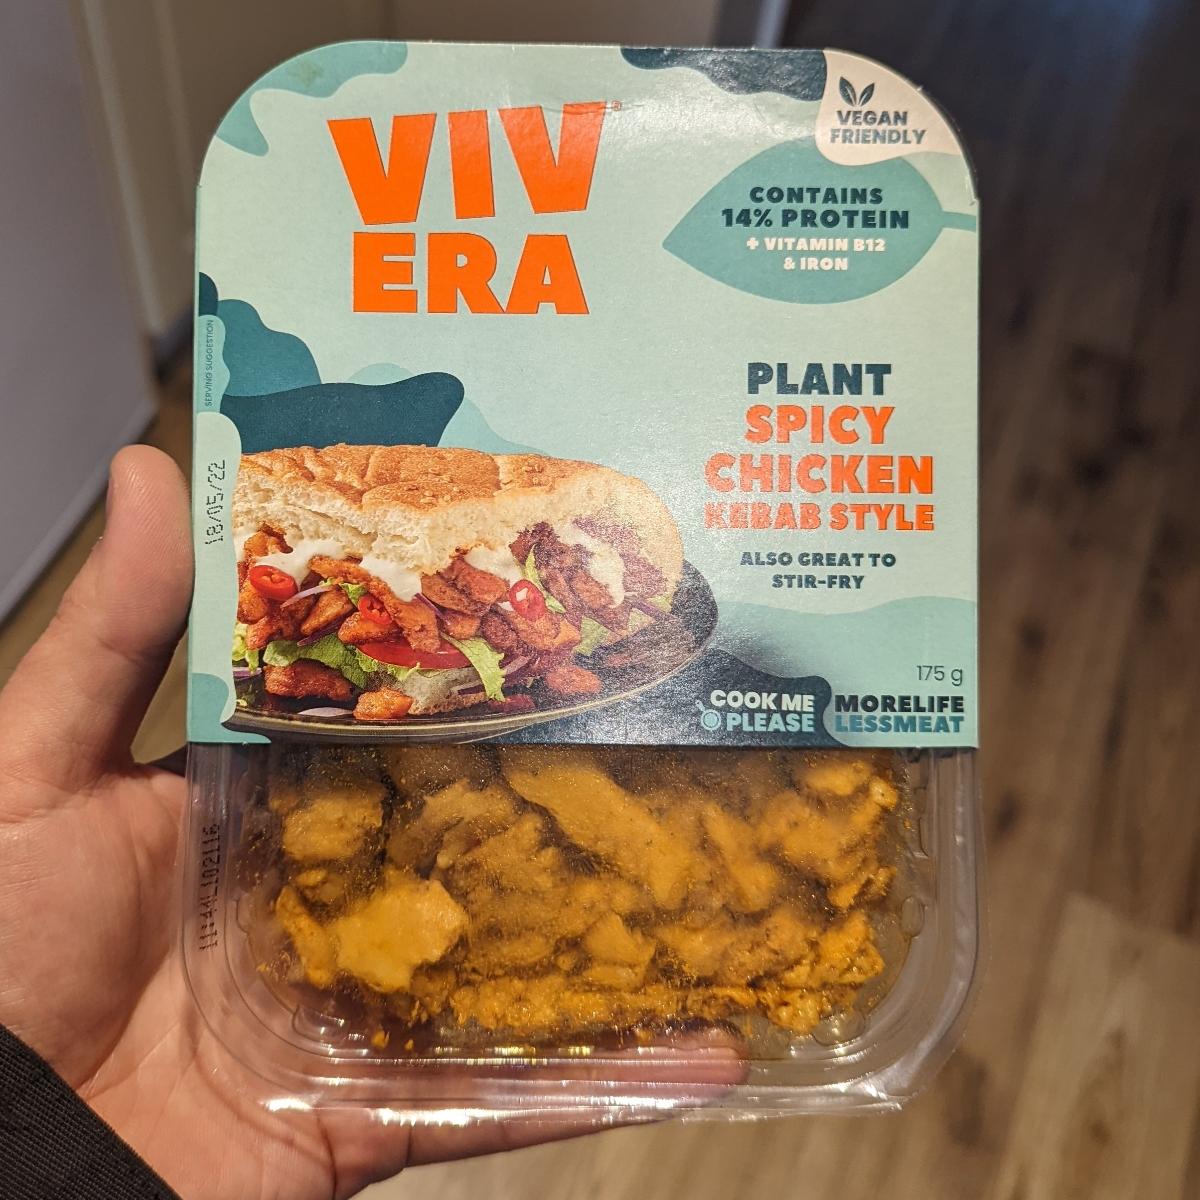 VIV
ERA
®
VEGAN
FRIENDLY
CONTAINS
14% PROTEIN
+ VITAMIN B12
& IRON
SERVING SUGGESTION
PLANT
SPICY
CHICKEN
KEBAB STYLE
ALSO GREAT TO
STIR-FRY
18/05/22
175 g
COOK ME
PLEASE
MORELIFE
LESSMEAT